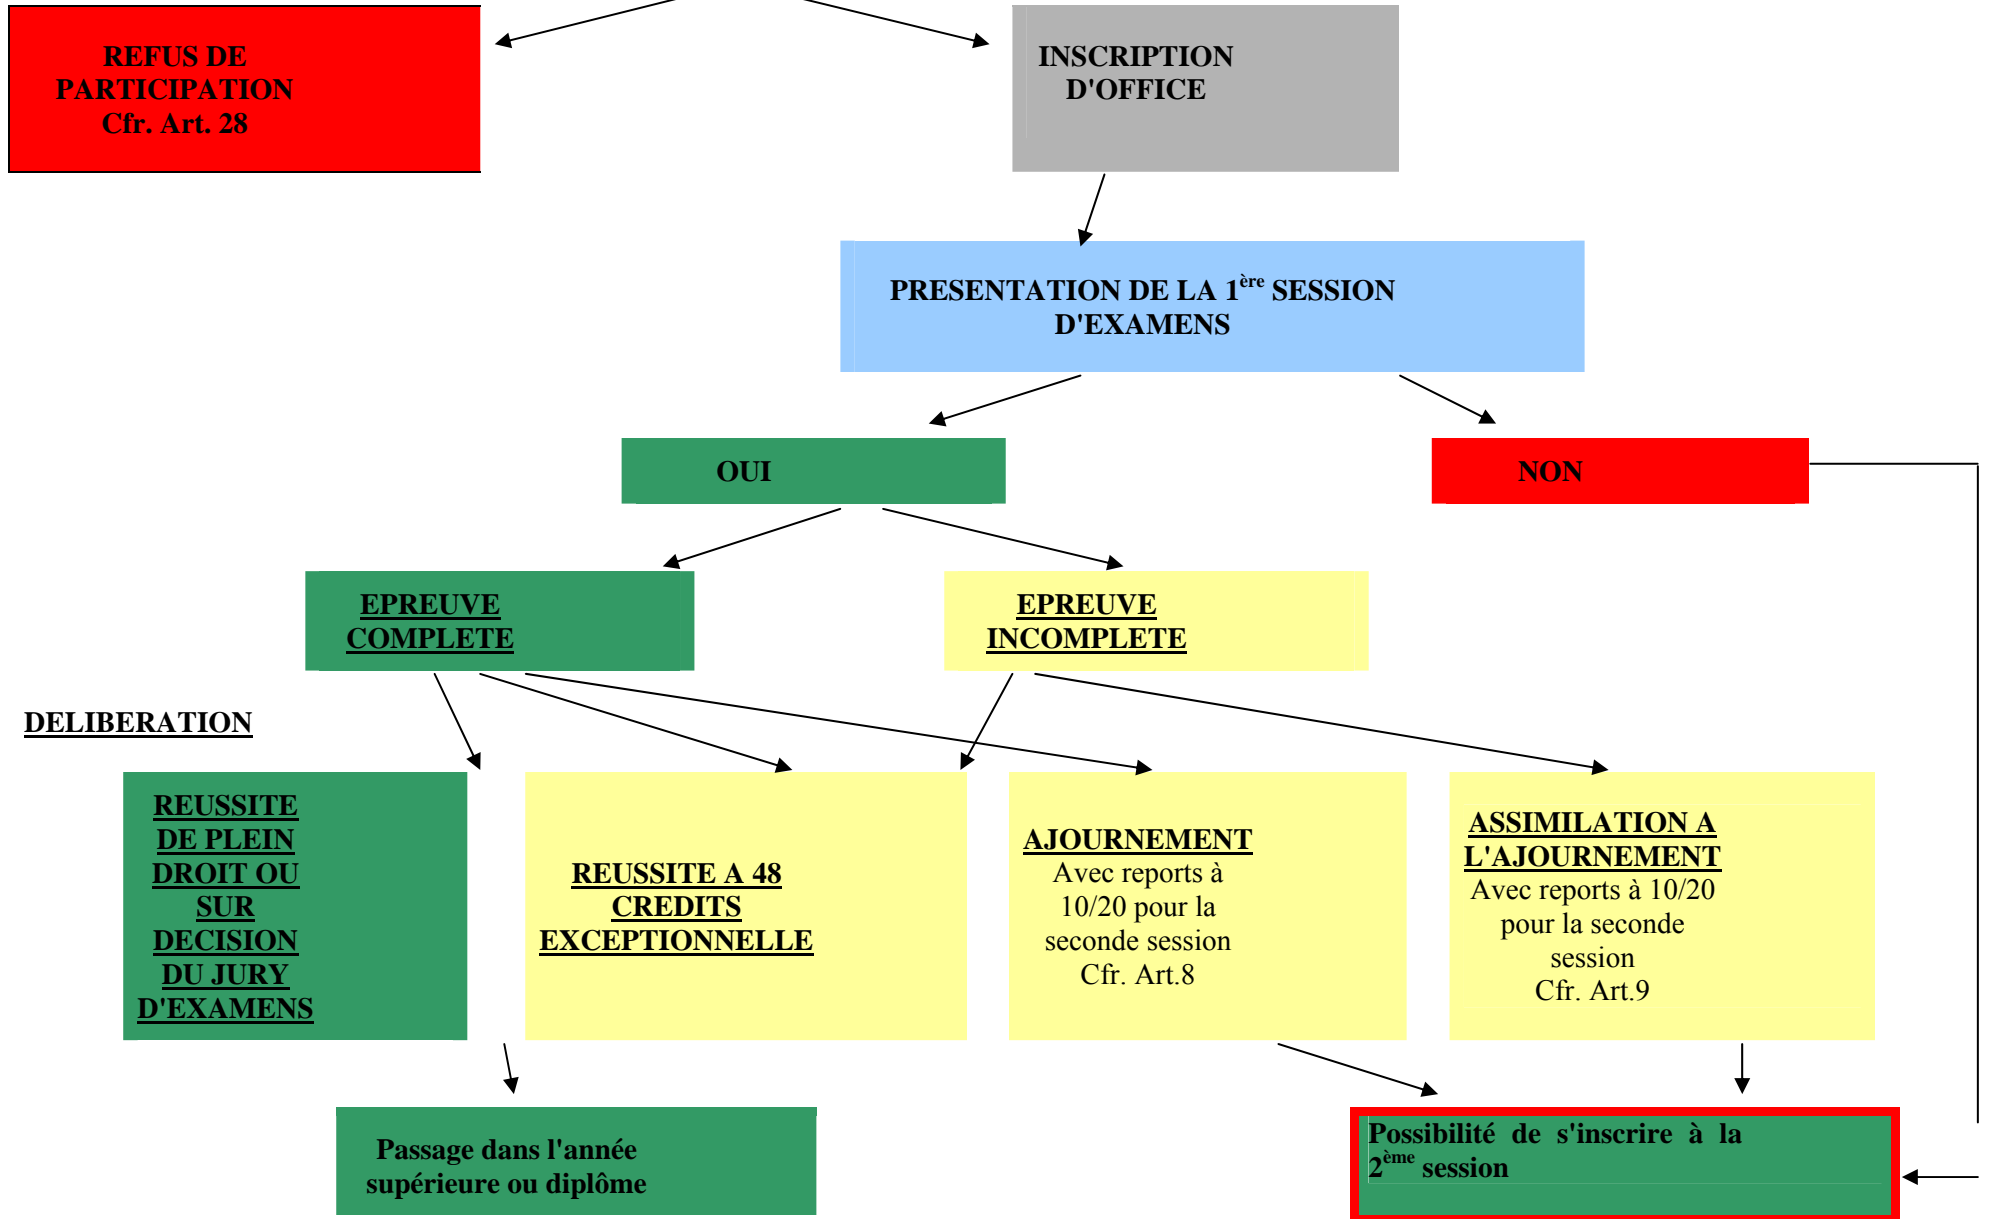 REFUS DE
PARTICIPATION
Cfr. Art. 28
INSCRIPTION
D'OFFICE
PRESENTATION DE LA 1ère SESSION
D'EXAMENS
OUI
NON
EPREUVE
COMPLETE
EPREUVE
INCOMPLETE
DELIBERATION
REUSSITE
DE PLEIN
DROIT OU
SUR
DECISION
DU JURY
D'EXAMENS
REUSSITE A 48
CREDITS
EXCEPTIONNELLE
AJOURNEMENT
Avec reports à
10/20 pour la
seconde session
Cfr. Art.8
ASSIMILATION A
L'AJOURNEMENT
Avec reports à 10/20
pour la seconde
session
Cfr. Art.9
Passage dans l'année
supérieure ou diplôme
Possibilité de s'inscrire à la
2ème session